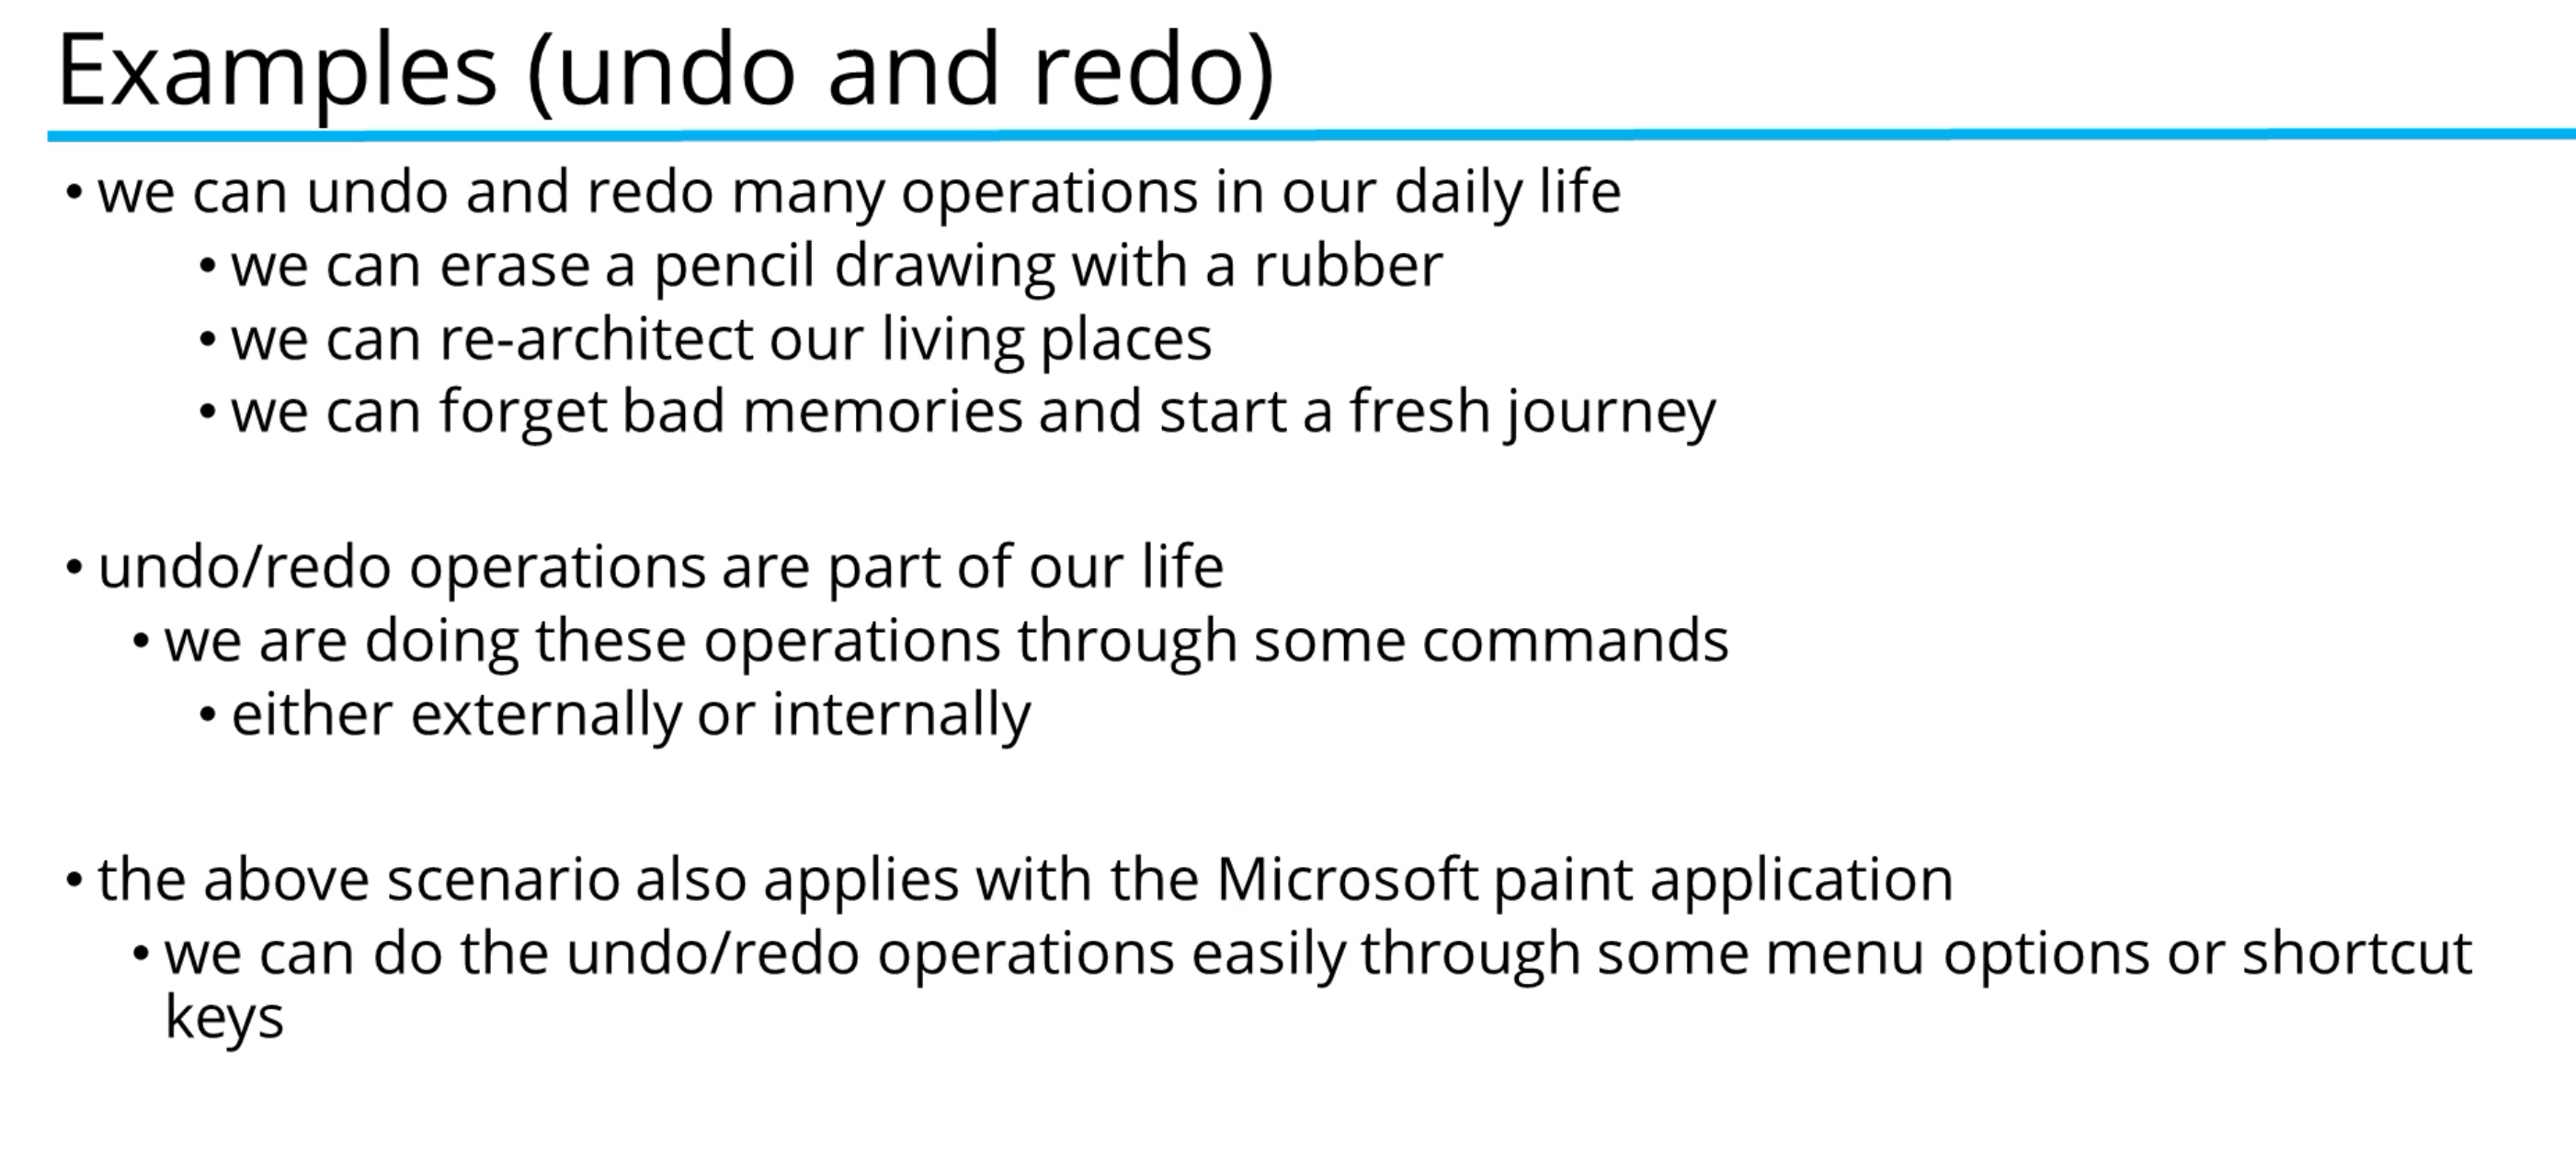 Examples (undo and redo)
• we can undo and redo many operations in our daily life
• we can erase a pencil drawing with a rubber
• we can re-architect our living places
• we can forget bad memories and start a fresh journey
• undo/redo operations are part of our life
• we are doing these operations through some commands
• either externally or internally
• the above scenario also applies with the Microsoft paint application
• we can do the undo/redo operations easily through some menu options or shortcut
keys